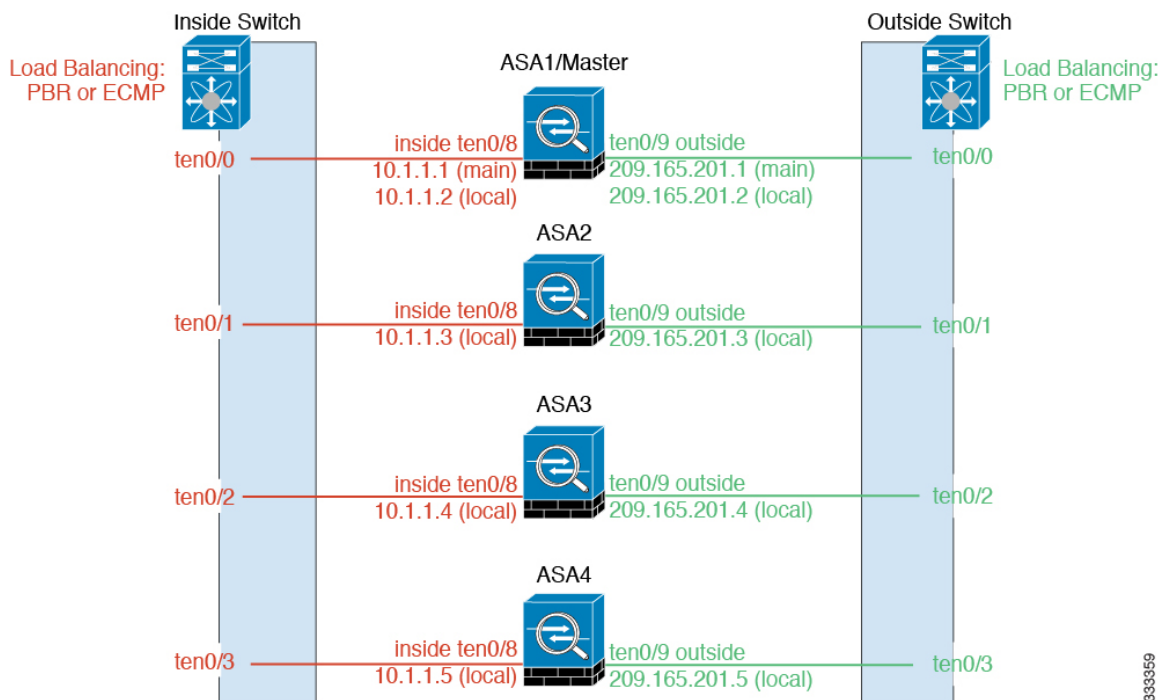 Inside Switch
Outside Switch
Load Balancing:
PBR or ECMP
ASA1/Master
Load Balancing:
PBR or ECMP
ten0/0
inside ten0/8
10.1.1.1 (main)
10.1.1.2 (local)
ten0/9 outside
209.165.201.1 (main)
209.165.201.2 (local)
ten0/0
ASA2
ten0/1
inside ten0/8
10.1.1.3 (local)
ten0/9 outside
209.165.201.3 (local)
ten0/1
ASA3
ten0/2
inside ten0/8
10.1.1.4 (local)
ten0/9 outside
209.165.201.4 (local)
ten0/2
ASA4
ten0/3
inside ten0/8
10.1.1.5 (local)
ten0/9 outside
209.165.201.5 (local)
ten0/3
333359